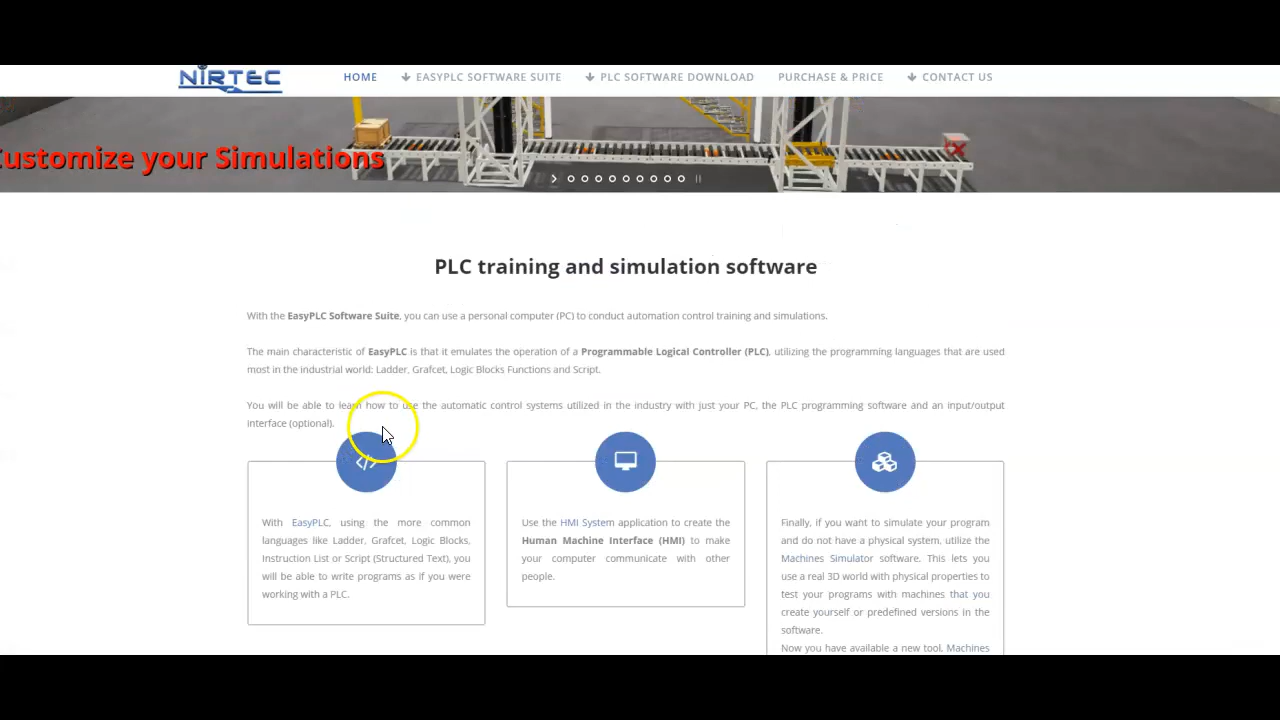 NIRTEC
HOME
EASYPLC SOFTWARE SUITE
PLC SOFTWARE DOWNLOAD
PURCHASE & PRICE
CONTACT US
Customize your Simulations
PLC training and simulation software
With the EasyPLC Software Suite, you can use a personal computer (PC) to conduct automation control training and simulations.
The main characteristic of EasyPLC is that it emulates the operation of a Programmable Logical Controller (PLC), utilizing the programming languages that are used
most in the industrial world: Ladder, Grafcet, Logic Blocks Functions and Script.
You will be able to learn how to use the automatic control systems utilized in the industry with just your PC, the PLC programming software and an input/output
interface (optional).
With EasyPLC, using the more common
languages like Ladder, Grafcet, Logic Blocks,
Instruction List or Script (Structured Text), you
will be able to write programs as if you were
working with a PLC.
Use the HMI System application to create the
Human Machine Interface (HMI) to make
your computer communicate with other
people.
Finally, if you want to simulate your program
and do not have a physical system, utilize the
Machines Simulator software. This lets you
use a real 3D world with physical properties to
test your programs with machines that you
create yourself or predefined versions in the
software.
Now you have available a new tool, Machines